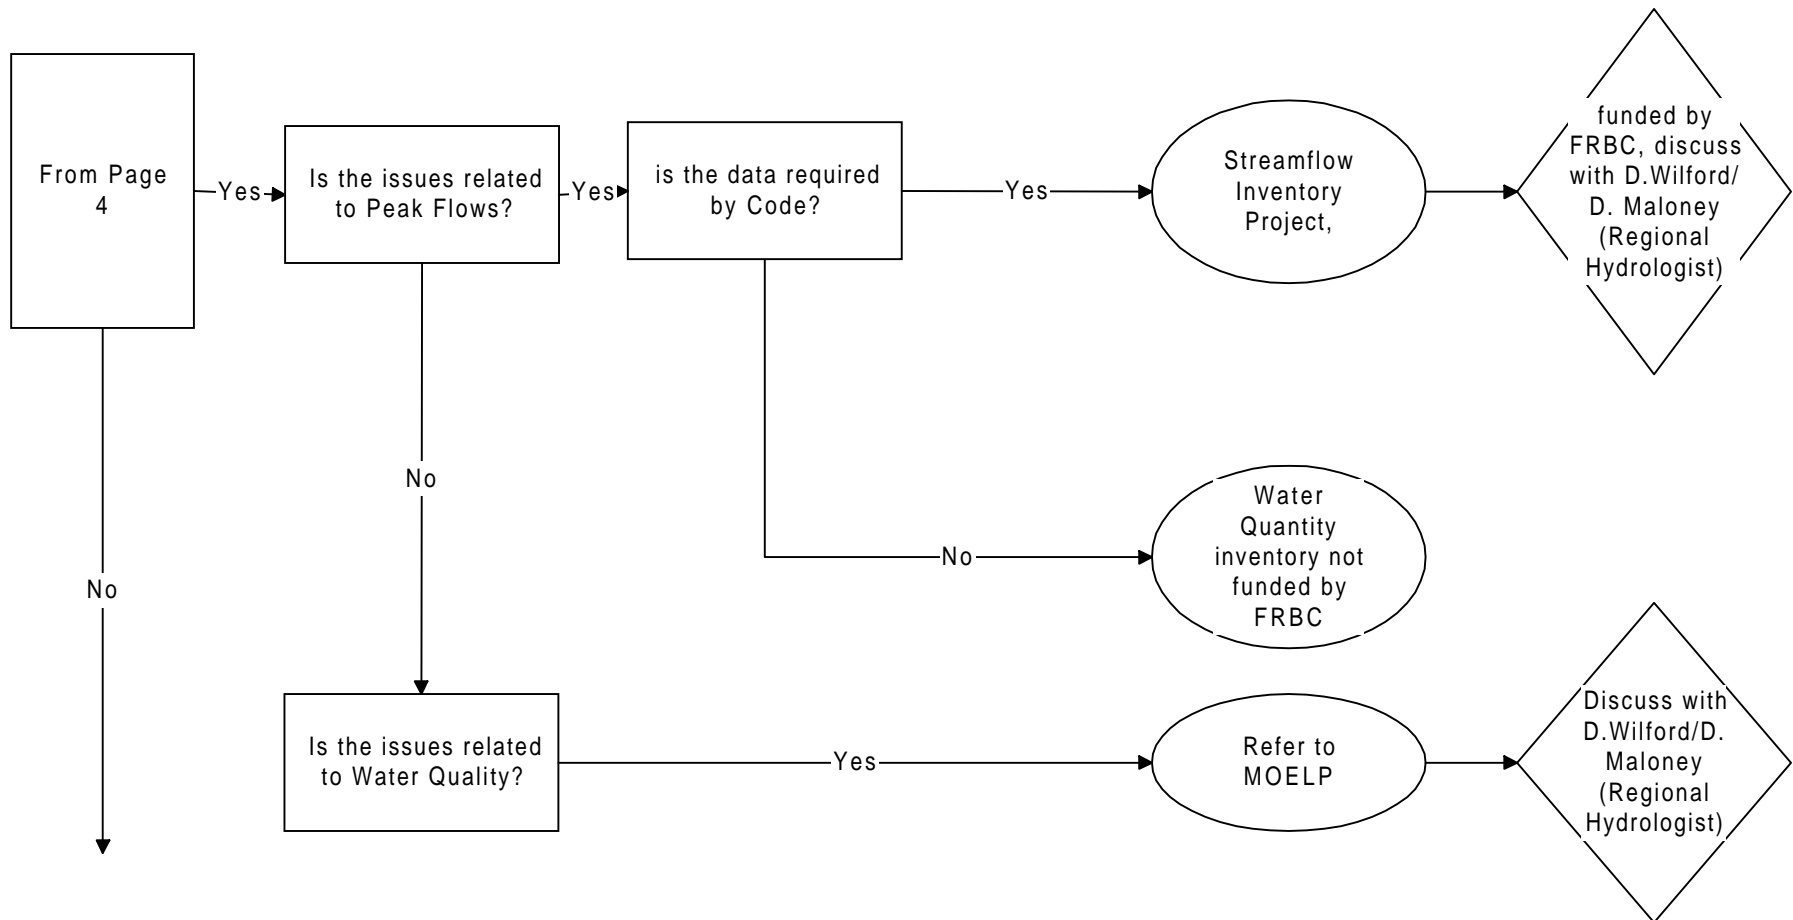 From Page
4
Yes
Is the issues related
to Peak Flows?
Yes
is the data required
by Code?
Yes
Streamflow
Inventory
Project,
funded by
FRBC, discuss
with D.Wilford/
D. Maloney
(Regional
Hydrologist)
No
No
No
Water
Quantity
inventory not
funded by
FRBC
Is the issues related
to Water Quality?
Yes
Refer to
MOELP
Discuss with
D.Wilford/D.
Maloney
(Regional
Hydrologist)